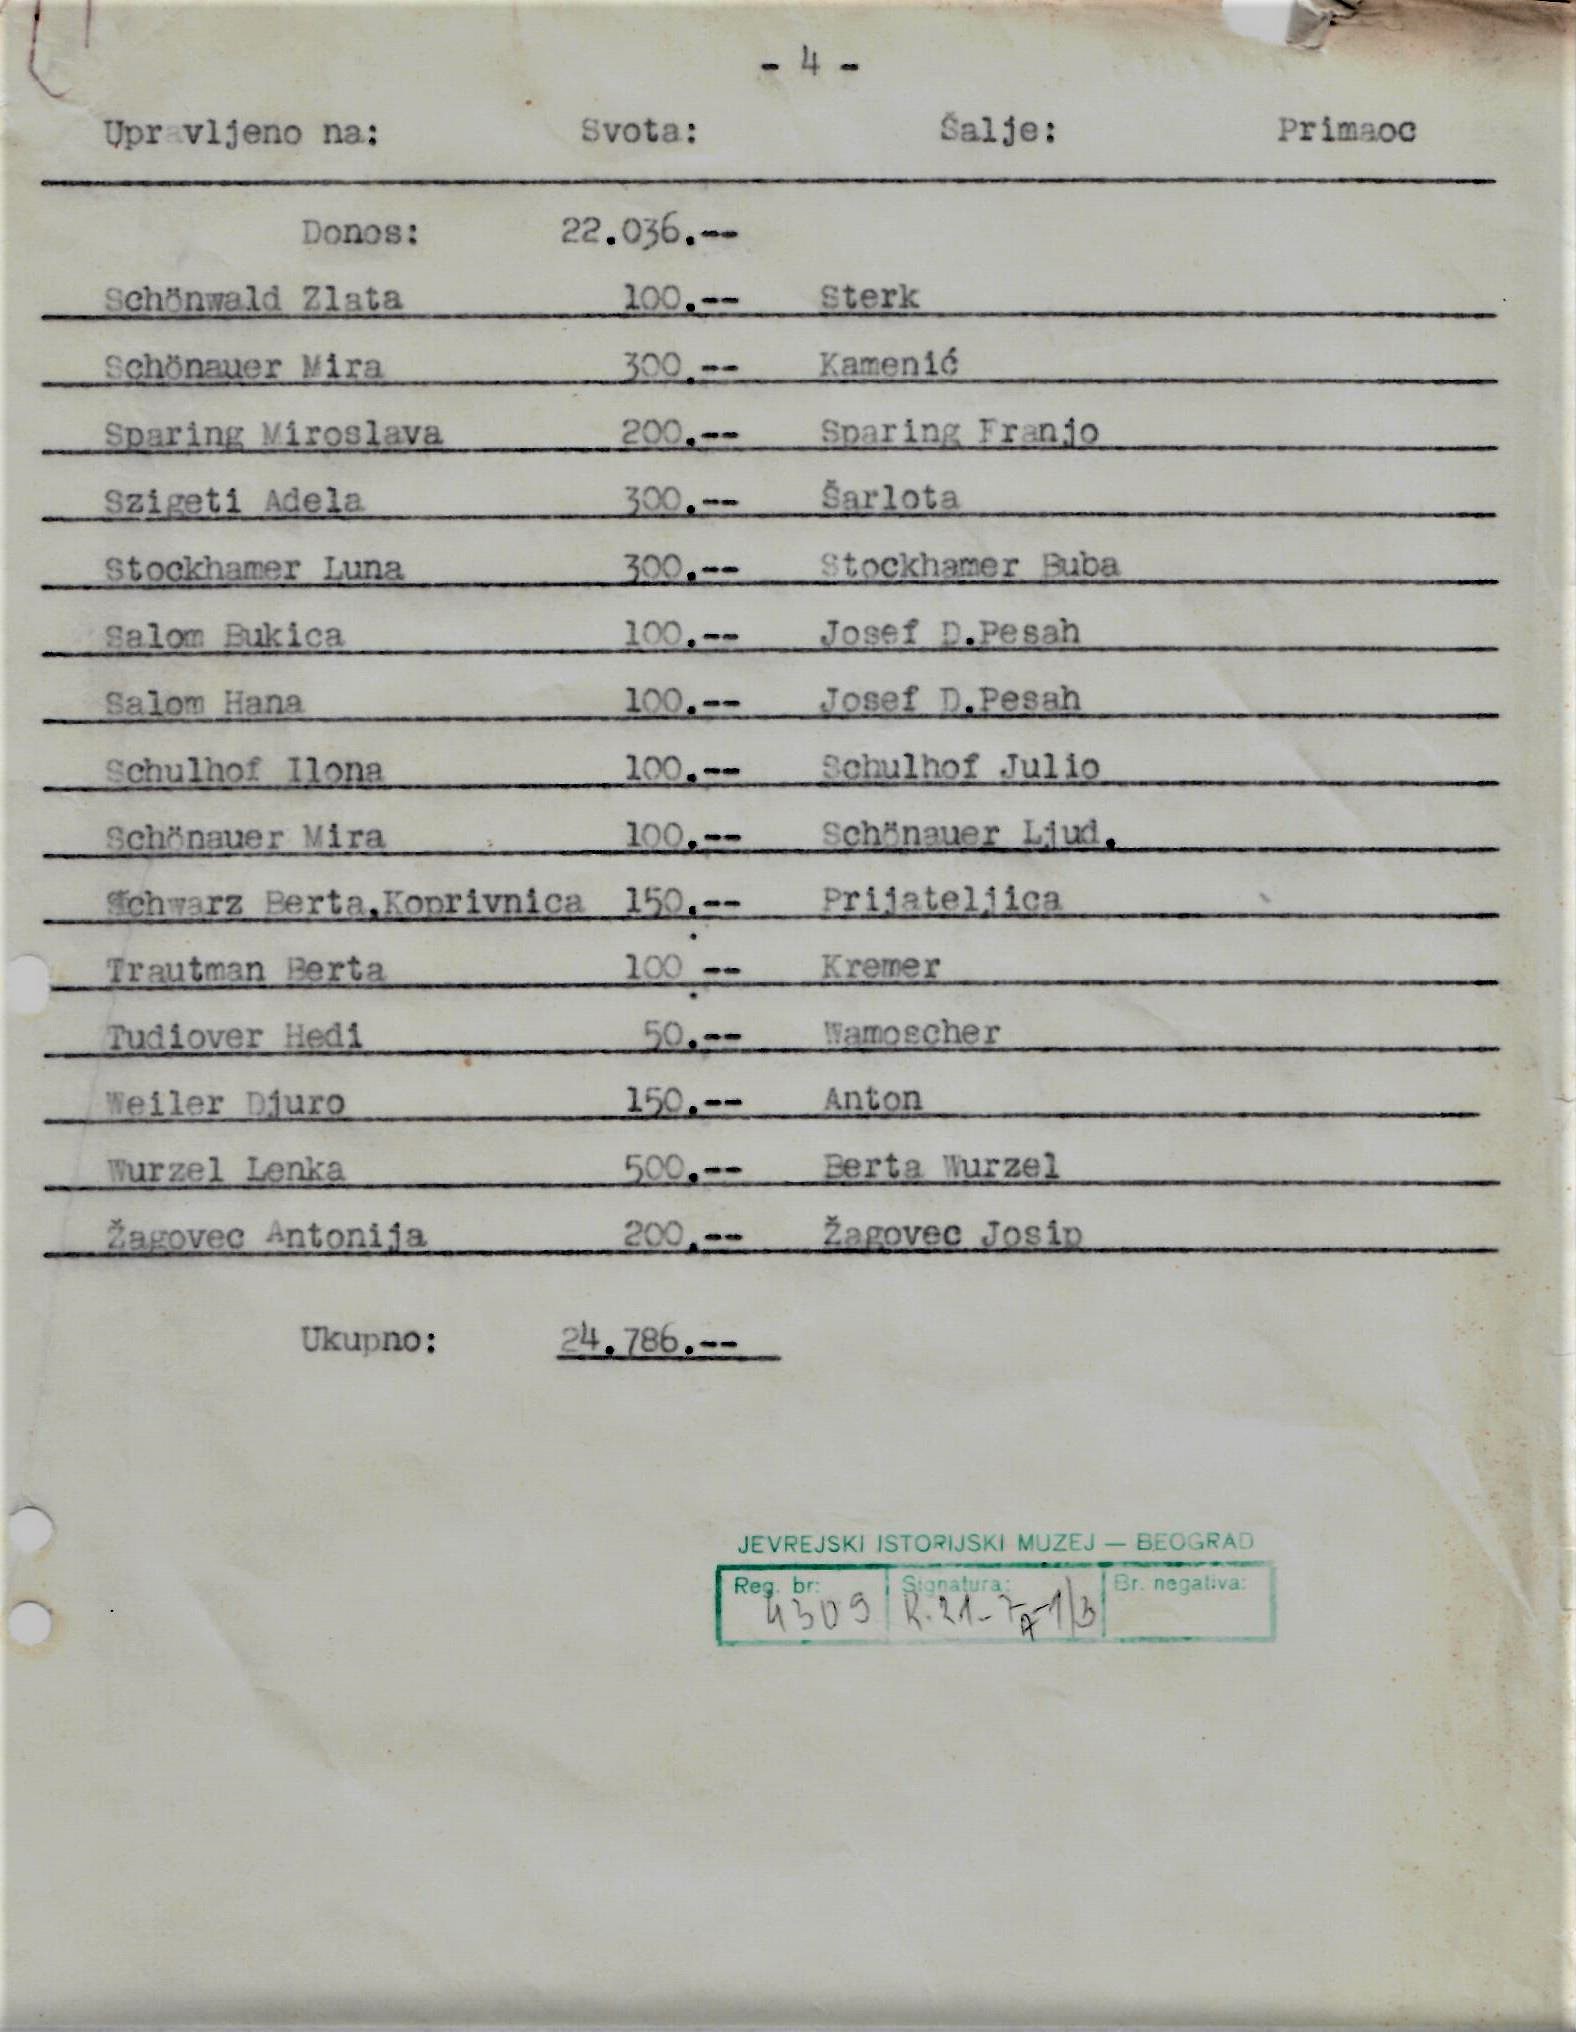 - 4 -
Upravljeno na: Svota: Šalje: Primaoc
Donos: 22.036.--
Schönwald Zlata 100.-- Sterk
Schönauer Mira 300.-- Kamenić
Sparing Miroslava 200.-- Sparing Franjo
Szigeti Adela 300.-- Šarlota
Stockhamer Luna 300.-- Stockhamer Buba
Salom Bukica 100.-- Josef D.Pesah
Salom Hana 100.-- Josef D.Pesah
Schulhof Ilona 100.-- Schulhof Julio
Schönauer Mira 100.-- Schönauer Ljud.
Schwarz Berta,Koprivnica 150.-- Prijateljica
Trautman Berta 100 -- Kremer
Tudiover Hedi 50.-- Wamoscher
Weiler Djuro 150.-- Anton
Wurzel Lenka 500.-- Berta Wurzel
Žagovec Antonija 200.-- Žagovec Josip
Ukupno: 24.786.--
JEVREJSKI ISTORIJSKI MUZEJ — BEOGRAD
Reg. br: Signatura: Br. negativa:
4309 K.21-7A-1/3